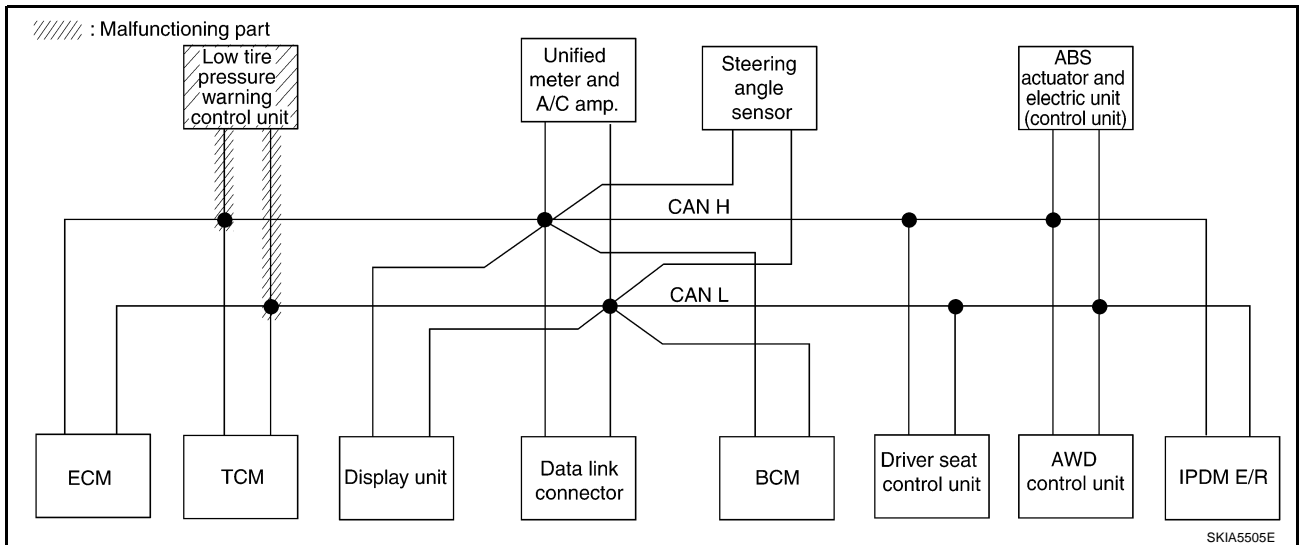 : Malfunctioning part
Low tire
pressure
warning
control unit
Unified
meter and
A/C amp.
Steering
angle
sensor
ABS
actuator and
electric unit
(control unit)
CAN H
CAN L
ECM
TCM
Display unit
Data link
connector
BCM
Driver seat
control unit
AWD
control unit
IPDM E/R
SKIA5505E